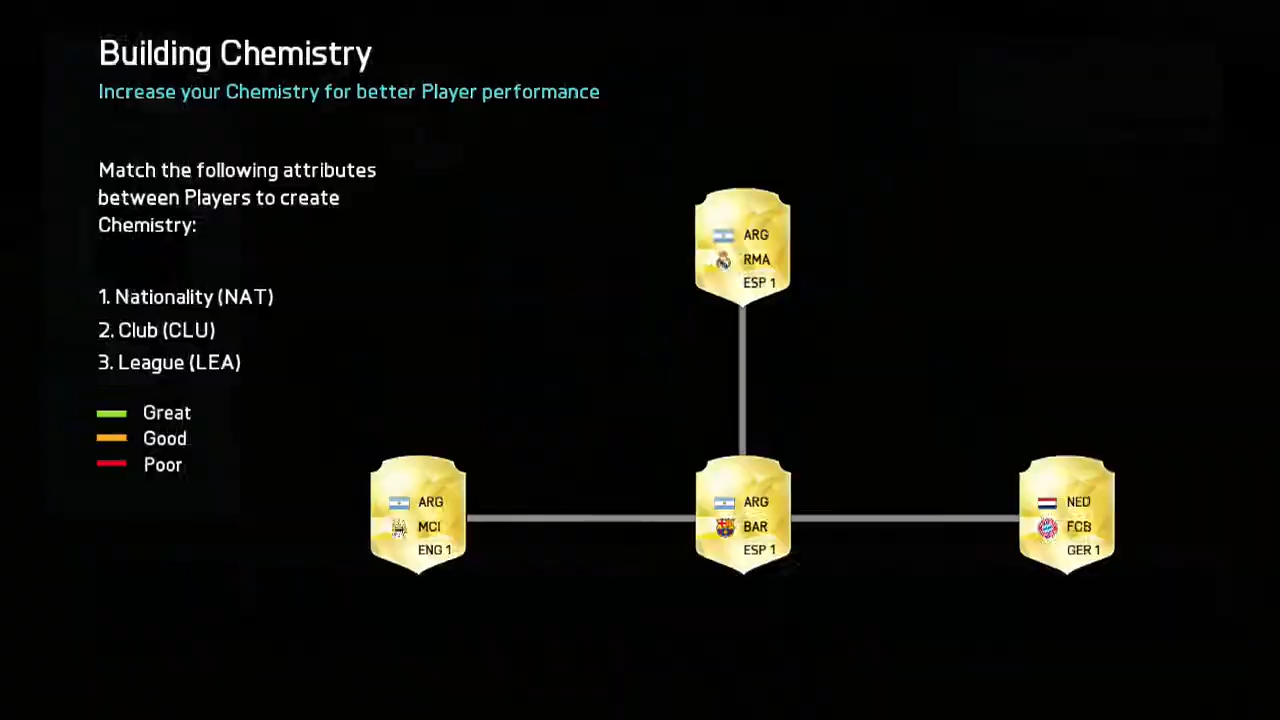 Building Chemistry
Increase your Chemistry for better Player performance
Match the following attributes
between Players to create
Chemistry:
1. Nationality (NAT)
2. Club (CLU)
3. League (LEA)
Great
Good
Poor
ARG
RMA
ESP 1
ARG
MCI
ENG 1
ARG
BAR
ESP 1
NED
FCB
GER 1